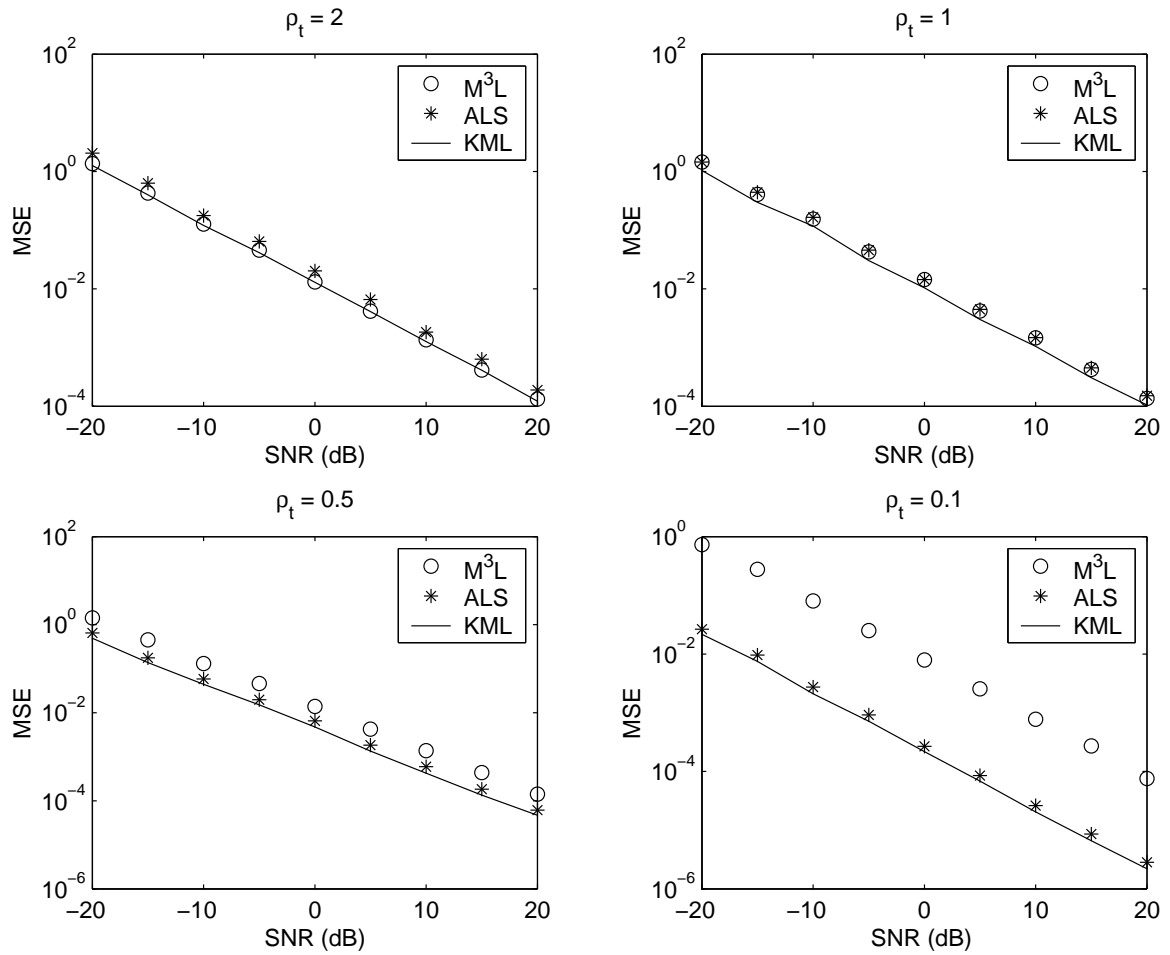 ρt = 2
10^2
10^0
10^−2
10^−4
MSE
−20 −10 0 10 20
SNR (dB)
M^3L
ALS
KML
ρt = 1
10^2
10^0
10^−2
10^−4
MSE
−20 −10 0 10 20
SNR (dB)
M^3L
ALS
KML
ρt = 0.5
10^2
10^0
10^−2
10^−4
10^−6
MSE
−20 −10 0 10 20
SNR (dB)
M^3L
ALS
KML
ρt = 0.1
10^0
10^−2
10^−4
10^−6
MSE
−20 −10 0 10 20
SNR (dB)
M^3L
ALS
KML